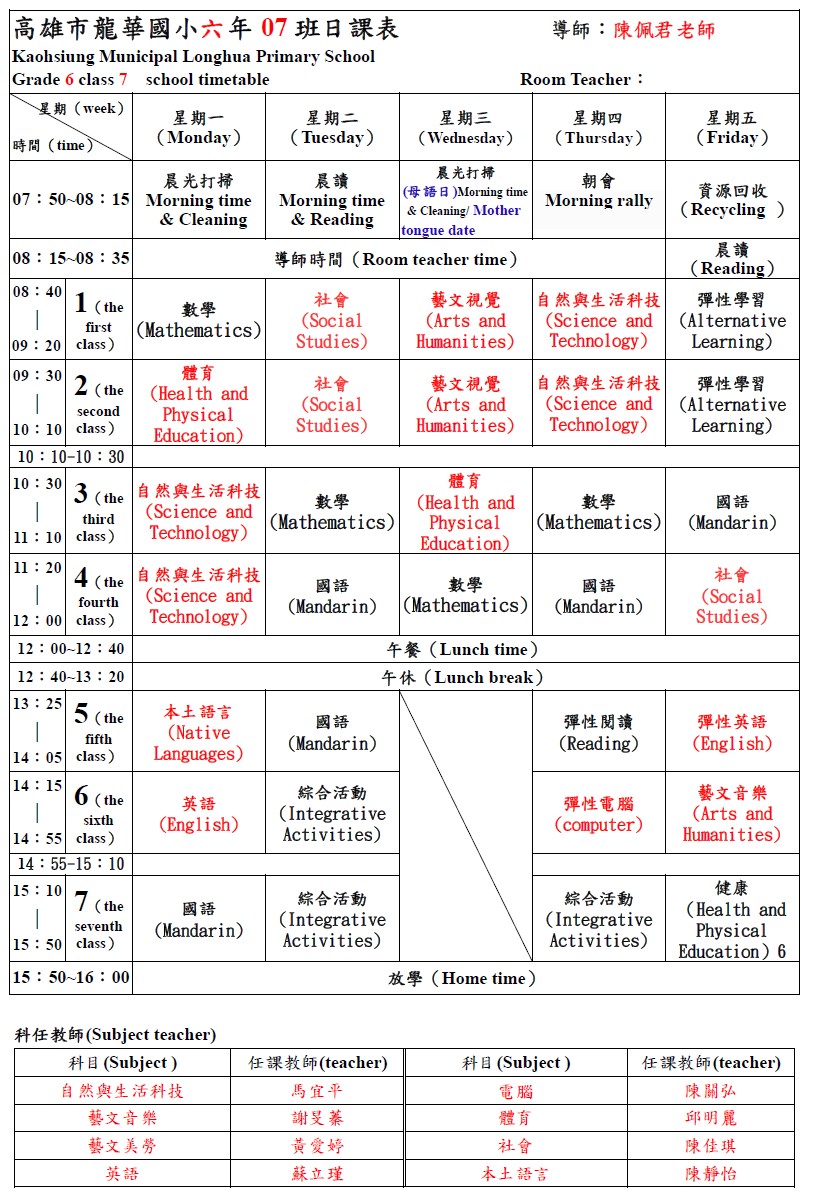 高雄市龍華國小六年 07 班日課表 導師：陳佩君老師
Kaohsiung Municipal Longhua Primary School
Grade 6 class 7 school timetable Room Teacher：
星期（week）
時間（time）
星期一
（Monday）
星期二
（Tuesday）
星期三
（Wednesday）
星期四
（Thursday）
星期五
（Friday）
07：50~08：15
晨光打掃
Morning time
& Cleaning
晨讀
Morning time
& Reading
晨光打掃
(母語日)Morning time
& Cleaning/ Mother
tongue date
朝會
Morning rally
資源回收
（Recycling ）
08：15~08：35
導師時間（Room teacher time）
晨讀
（Reading）
08：40
|
09：20
1（the
first
class）
數學
（Mathematics）
社會
（Social
Studies）
藝文視覺
（Arts and
Humanities）
自然與生活科技
（Science and
Technology）
彈性學習
（Alternative
Learning）
09：30
|
10：10
2（the
second
class）
體育
（Health and
Physical
Education）
社會
（Social
Studies）
藝文視覺
（Arts and
Humanities）
自然與生活科技
（Science and
Technology）
彈性學習
（Alternative
Learning）
10：10-10：30
10：30
|
11：10
3（the
third
class）
自然與生活科技
（Science and
Technology）
數學
（Mathematics）
體育
（Health and
Physical
Education）
數學
（Mathematics）
國語
（Mandarin）
11：20
|
12：00
4（the
fourth
class）
自然與生活科技
（Science and
Technology）
國語
（Mandarin）
數學
（Mathematics）
國語
（Mandarin）
社會
（Social
Studies）
12：00~12：40
午餐（Lunch time）
12：40~13：20
午休（Lunch break）
13：25
|
14：05
5（the
fifth
class）
本土語言
（Native
Languages）
國語
（Mandarin）
彈性閱讀
（Reading）
彈性英語
（English）
14：15
|
14：55
6（the
sixth
class）
英語
（English）
綜合活動
（Integrative
Activities）
彈性電腦
（computer）
藝文音樂
（Arts and
Humanities）
14：55-15：10
15：10
|
15：50
7（the
seventh
class）
國語
（Mandarin）
綜合活動
（Integrative
Activities）
綜合活動
（Integrative
Activities）
健康
（Health and
Physical
Education）6
15：50~16：00
放學（Home time）
科任教師(Subject teacher)
科目(Subject ) 任課教師(teacher) 科目(Subject ) 任課教師(teacher)
自然與生活科技 馬宜平 電腦 陳關弘
藝文音樂 謝旻蓁 體育 邱明麗
藝文美勞 黃愛婷 社會 陳佳琪
英語 蘇立瑾 本土語言 陳靜怡